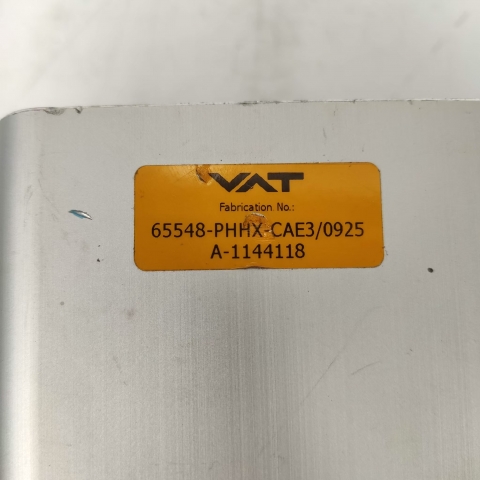 VAT
Fabrication No.:
65548-PHHX-CAE3/0925
A-1144118